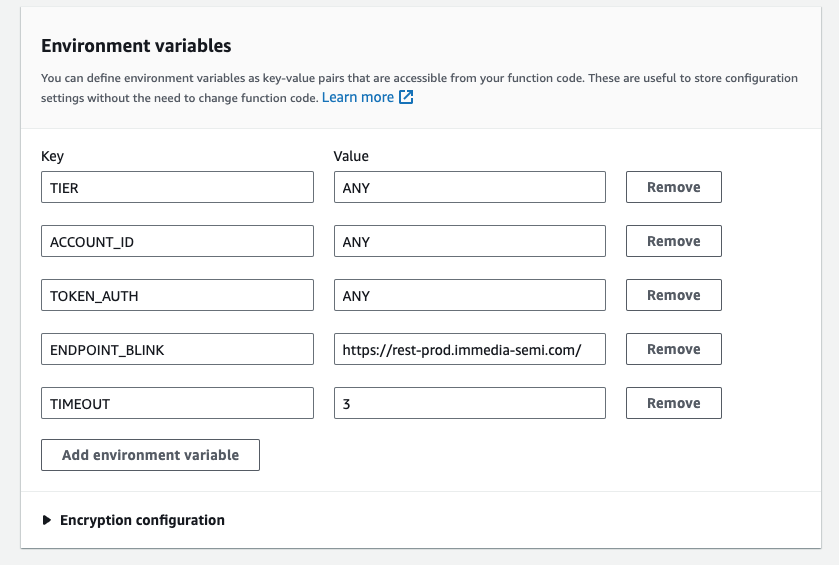 Environment variables
You can define environment variables as key-value pairs that are accessible from your function code. These are useful to store configuration
settings without the need to change function code. Learn more
Key Value
TIER ANY Remove
ACCOUNT_ID ANY Remove
TOKEN_AUTH ANY Remove
ENDPOINT_BLINK https://rest-prod.immedia-semi.com/ Remove
TIMEOUT 3 Remove
Add environment variable
Encryption configuration